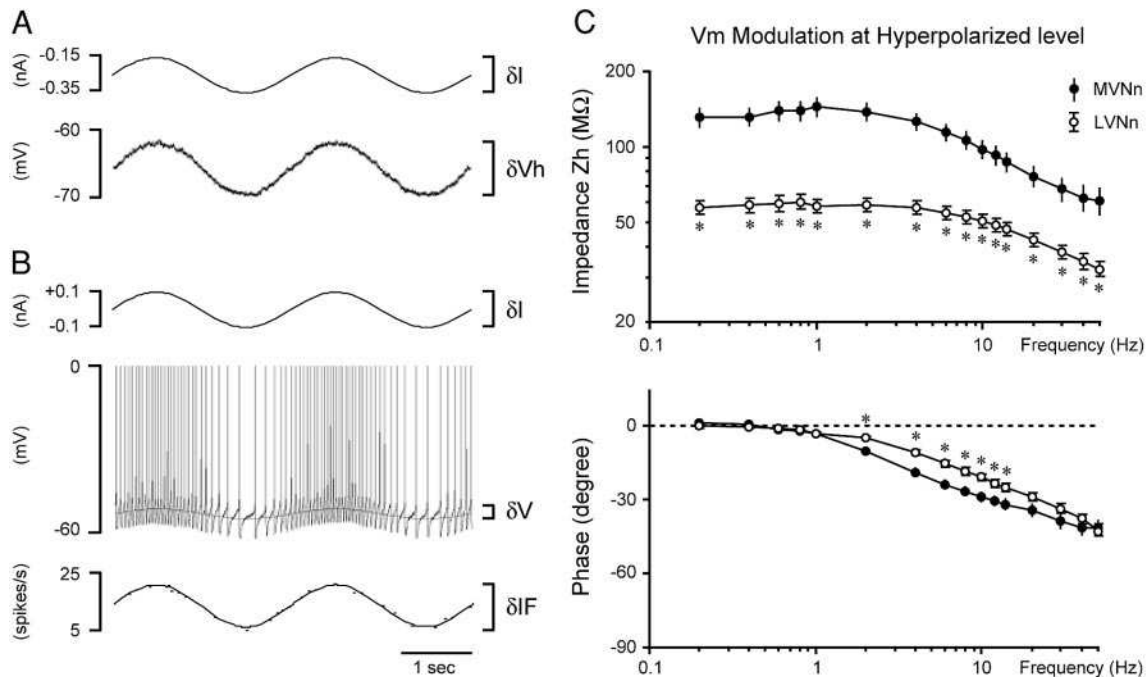 A
-0.15
(nA)
-0.35
δI
-60
(mV)
-70
δVh
B
+0.1
(nA)
-0.1
δI
0
(mV)
-60
δV
25
(spikes/s)
5
δIF
1 sec
C
Vm Modulation at Hyperpolarized level
200
100
50
20
Impedance Zh (MΩ)
MVNn
LVNn
* * * * * * * * * * * * * * * *
0.1 1 10 Frequency (Hz)
0
-30
-60
-90
Phase (degree)
* * * * * * *
0.1 1 10 Frequency (Hz)